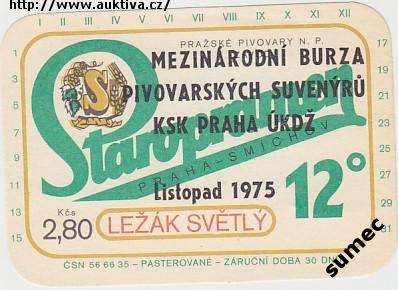 http://www.auktiva.cz/
I II III IV V VI VII VIII IX X XI XII
PRAŽSKÉ PIVOVARY N. P.
MEZINÁRODNÍ BURZA
PIVOVARSKÝCH SUVENÝRŮ
KSK PRAHA ÚKDŽ
S
Staropramen
PRAHA-SMÍCHOV
Listopad 1975
12°
Kčs
2,80
LEŽÁK SVĚTLÝ
ČSN 56 66 35 - PASTEROVANÉ - ZÁRUČNÍ DOBA 30 DNŮ
1
3
5
7
9
11
13
15
17
19
21
23
25
27
29
31
sumec